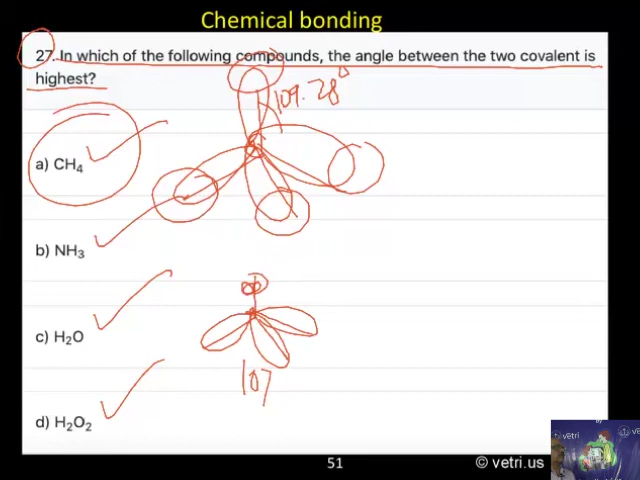 Chemical bonding
27. In which of the following compounds, the angle between the two covalent is
highest?
109.28°
a) CH₄
b) NH₃
c) H₂O
107
d) H₂O₂
51
© vetri.us
vetri